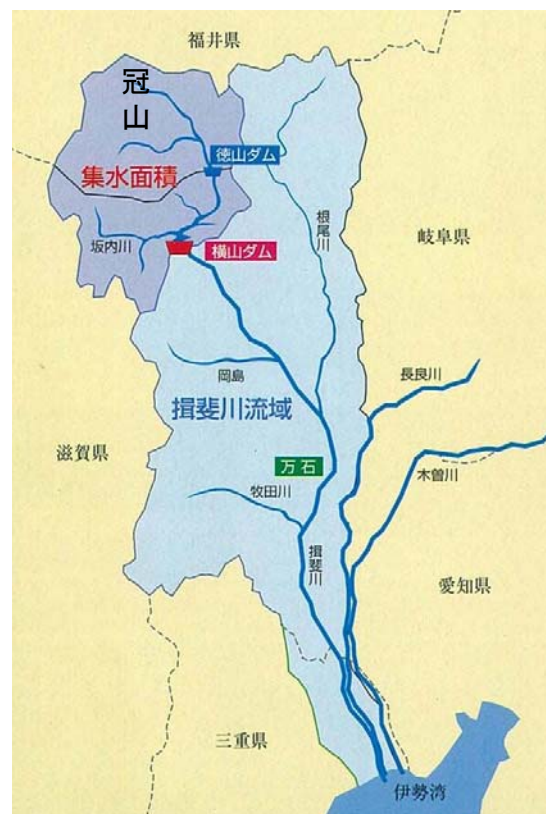 福井県
冠山
徳山ダム
集水面積
根尾川
坂内川
横山ダム
岐阜県
岡島
長良川
揖斐川流域
滋賀県
万石
木曽川
牧田川
揖斐川
愛知県
三重県
伊勢湾